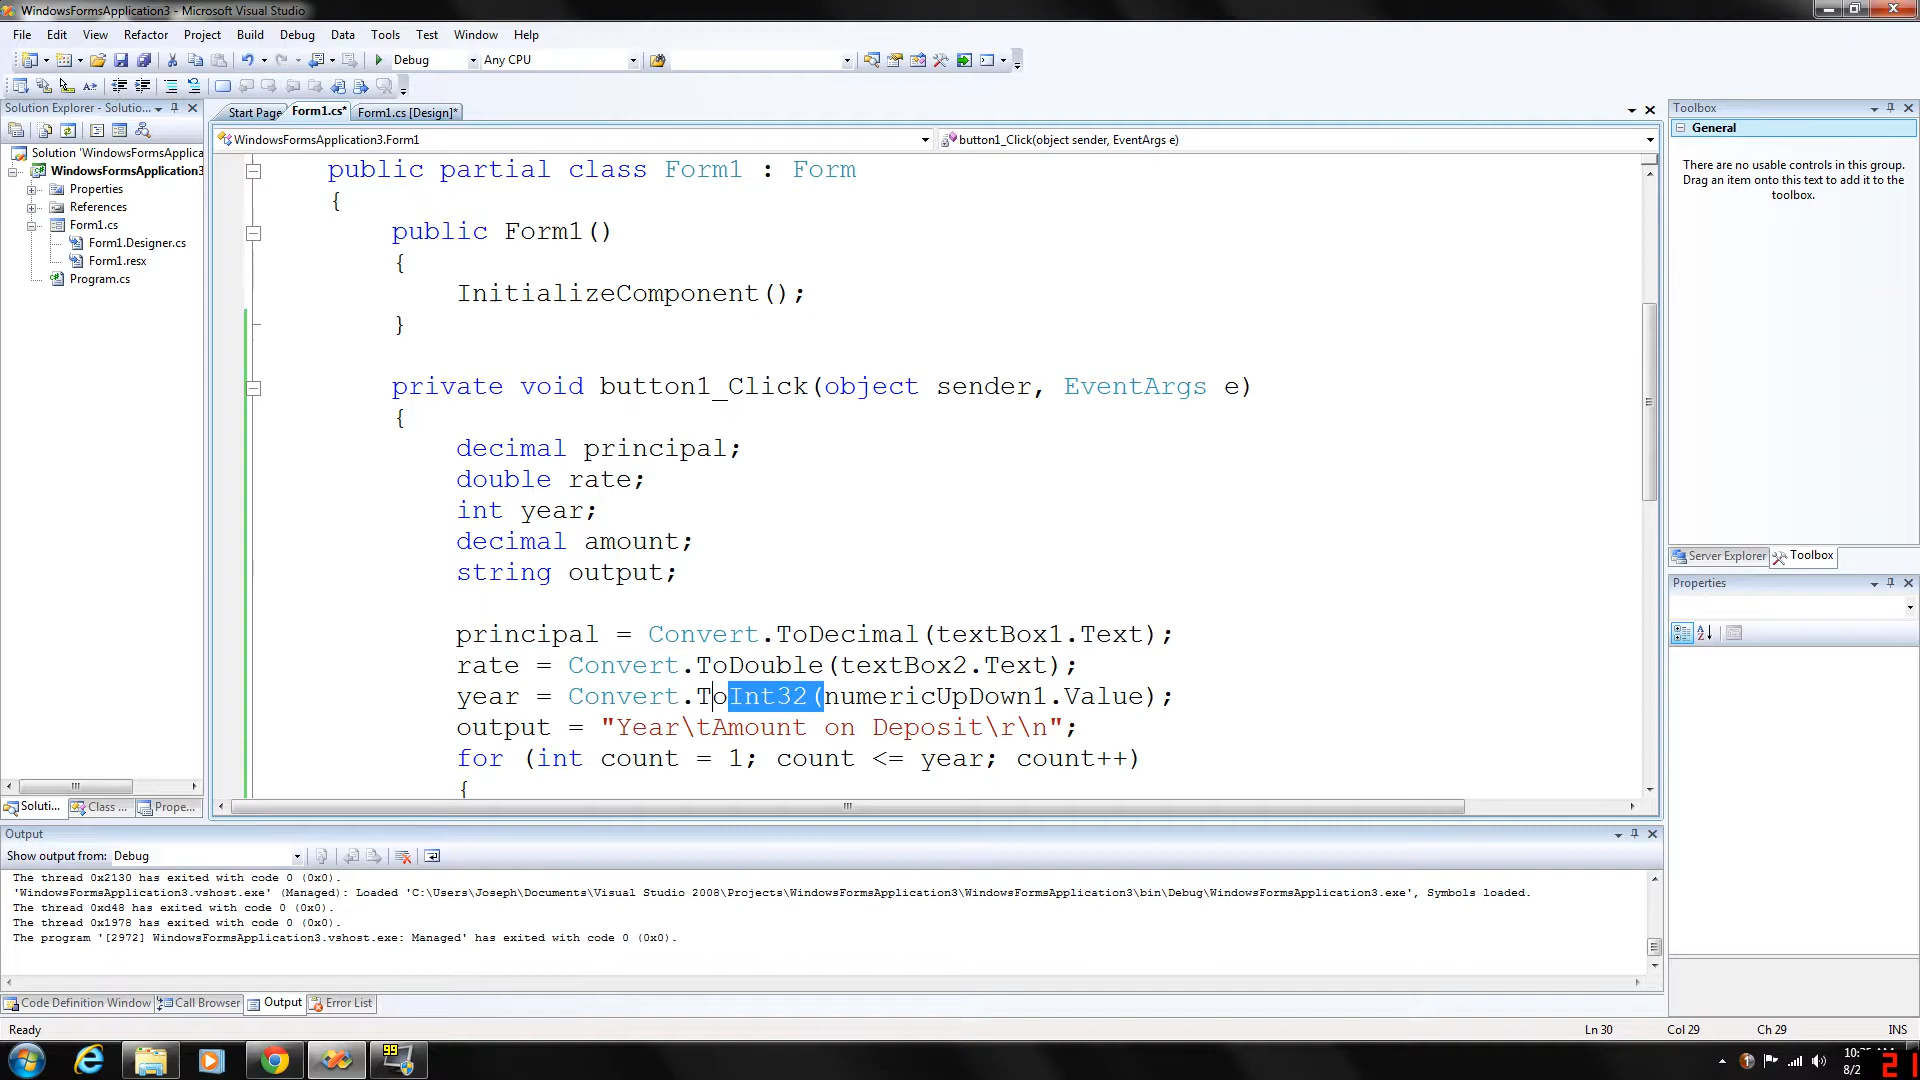 WindowsFormsApplication3 - Microsoft Visual Studio
File Edit View Refactor Project Build Debug Data Tools Test Window Help
Debug Any CPU
Solution Explorer - Solutio...
Solution 'WindowsFormsApplica
WindowsFormsApplication3
Properties
References
Form1.cs
Form1.Designer.cs
Form1.resx
Program.cs
Soluti... Class ... Prope...
Start Page Form1.cs* Form1.cs [Design]*
WindowsFormsApplication3.Form1 button1_Click(object sender, EventArgs e)
public partial class Form1 : Form
{
public Form1()
{
InitializeComponent();
}
private void button1_Click(object sender, EventArgs e)
{
decimal principal;
double rate;
int year;
decimal amount;
string output;
principal = Convert.ToDecimal(textBox1.Text);
rate = Convert.ToDouble(textBox2.Text);
year = Convert.ToInt32(numericUpDown1.Value);
output = "Year\tAmount on Deposit\r\n";
for (int count = 1; count <= year; count++)
{
Toolbox
General
There are no usable controls in this group.
Drag an item onto this text to add it to the
toolbox.
Server Explorer Toolbox
Properties
Output
Show output from: Debug
The thread 0x2130 has exited with code 0 (0x0).
'WindowsFormsApplication3.vshost.exe' (Managed): Loaded 'C:\Users\Joseph\Documents\Visual Studio 2008\Projects\WindowsFormsApplication3\WindowsFormsApplication3\bin\Debug\WindowsFormsApplication3.exe', Symbols loaded.
The thread 0xd48 has exited with code 0 (0x0).
The thread 0x1978 has exited with code 0 (0x0).
The program '[2972] WindowsFormsApplication3.vshost.exe: Managed' has exited with code 0 (0x0).
Code Definition Window Call Browser Output Error List
Ready Ln 30 Col 29 Ch 29 INS
99
8/2
21